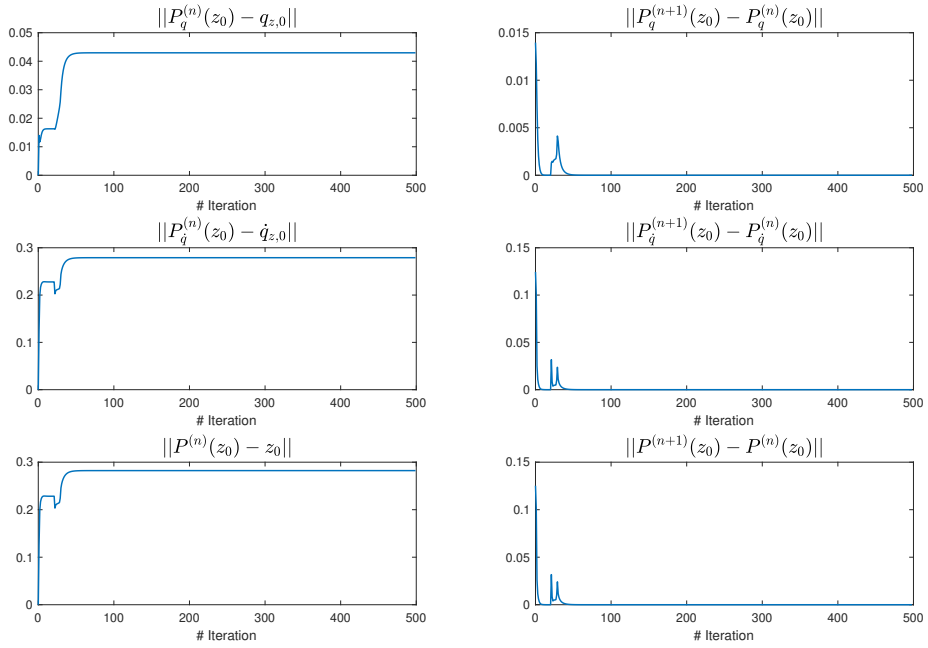 ||P_q^{(n)}(z_0) − q_{z,0}||
0.05
0.04
0.03
0.02
0.01
0
0 100 200 300 400 500
# Iteration
||P_q^{(n+1)}(z_0) − P_q^{(n)}(z_0)||
0.015
0.01
0.005
0
0 100 200 300 400 500
# Iteration
||P_{q̇}^{(n)}(z_0) − q̇_{z,0}||
0.3
0.2
0.1
0
0 100 200 300 400 500
# Iteration
||P_{q̇}^{(n+1)}(z_0) − P_{q̇}^{(n)}(z_0)||
0.15
0.1
0.05
0
0 100 200 300 400 500
# Iteration
||P^{(n)}(z_0) − z_0||
0.3
0.2
0.1
0
0 100 200 300 400 500
# Iteration
||P^{(n+1)}(z_0) − P^{(n)}(z_0)||
0.15
0.1
0.05
0
0 100 200 300 400 500
# Iteration